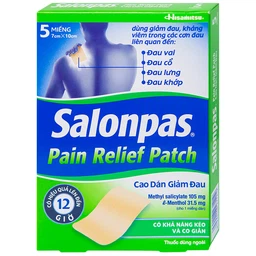 Hisamitsu
5 MIẾNG
7cm x 10cm
dùng giảm đau, kháng
viêm trong các cơn đau
liên quan đến:
Đau vai
Đau cổ
Đau lưng
Đau khớp
Salonpas®
Pain Relief Patch
CÓ HIỆU QUẢ LÊN ĐẾN
12
GIỜ
Cao Dán Giảm Đau
Methyl salicylate 105 mg
ℓ-Menthol 31.5 mg
CÓ KHẢ NĂNG KÉO
VÀ CO GIÃN
Thuốc dùng ngoài